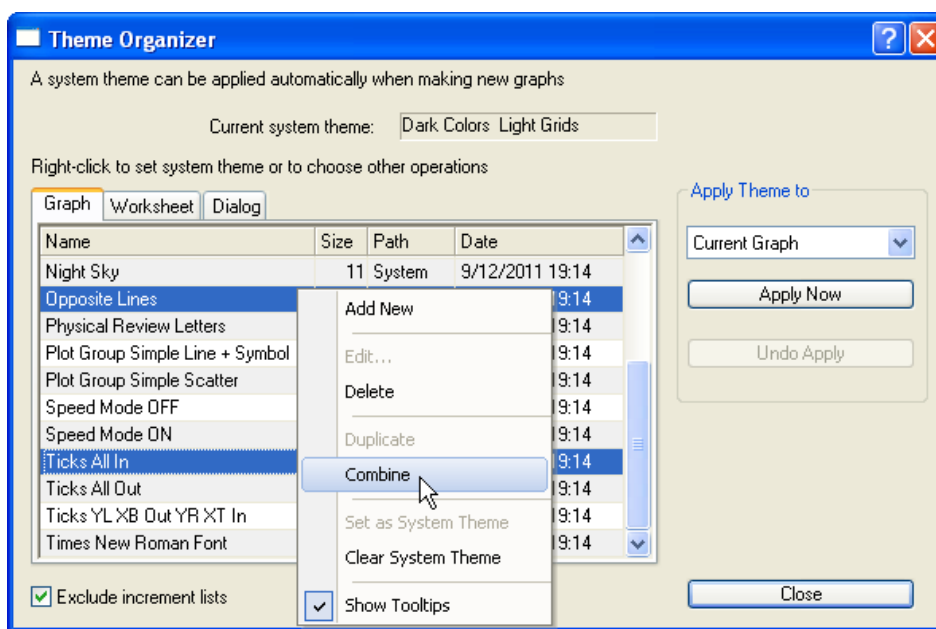 Theme Organizer
A system theme can be applied automatically when making new graphs
Current system theme: Dark Colors Light Grids
Right-click to set system theme or to choose other operations
Graph Worksheet Dialog
Name Size Path Date
Night Sky 11 System 9/12/2011 19:14
Opposite Lines 19:14
Physical Review Letters 19:14
Plot Group Simple Line + Symbol 19:14
Plot Group Simple Scatter 19:14
Speed Mode OFF 19:14
Speed Mode ON 19:14
Ticks All In 19:14
Ticks All Out 19:14
Ticks YL XB Out YR XT In 19:14
Times New Roman Font 19:14
Add New
Edit...
Delete
Duplicate
Combine
Set as System Theme
Clear System Theme
Show Tooltips
Exclude increment lists
Apply Theme to
Current Graph
Apply Now
Undo Apply
Close